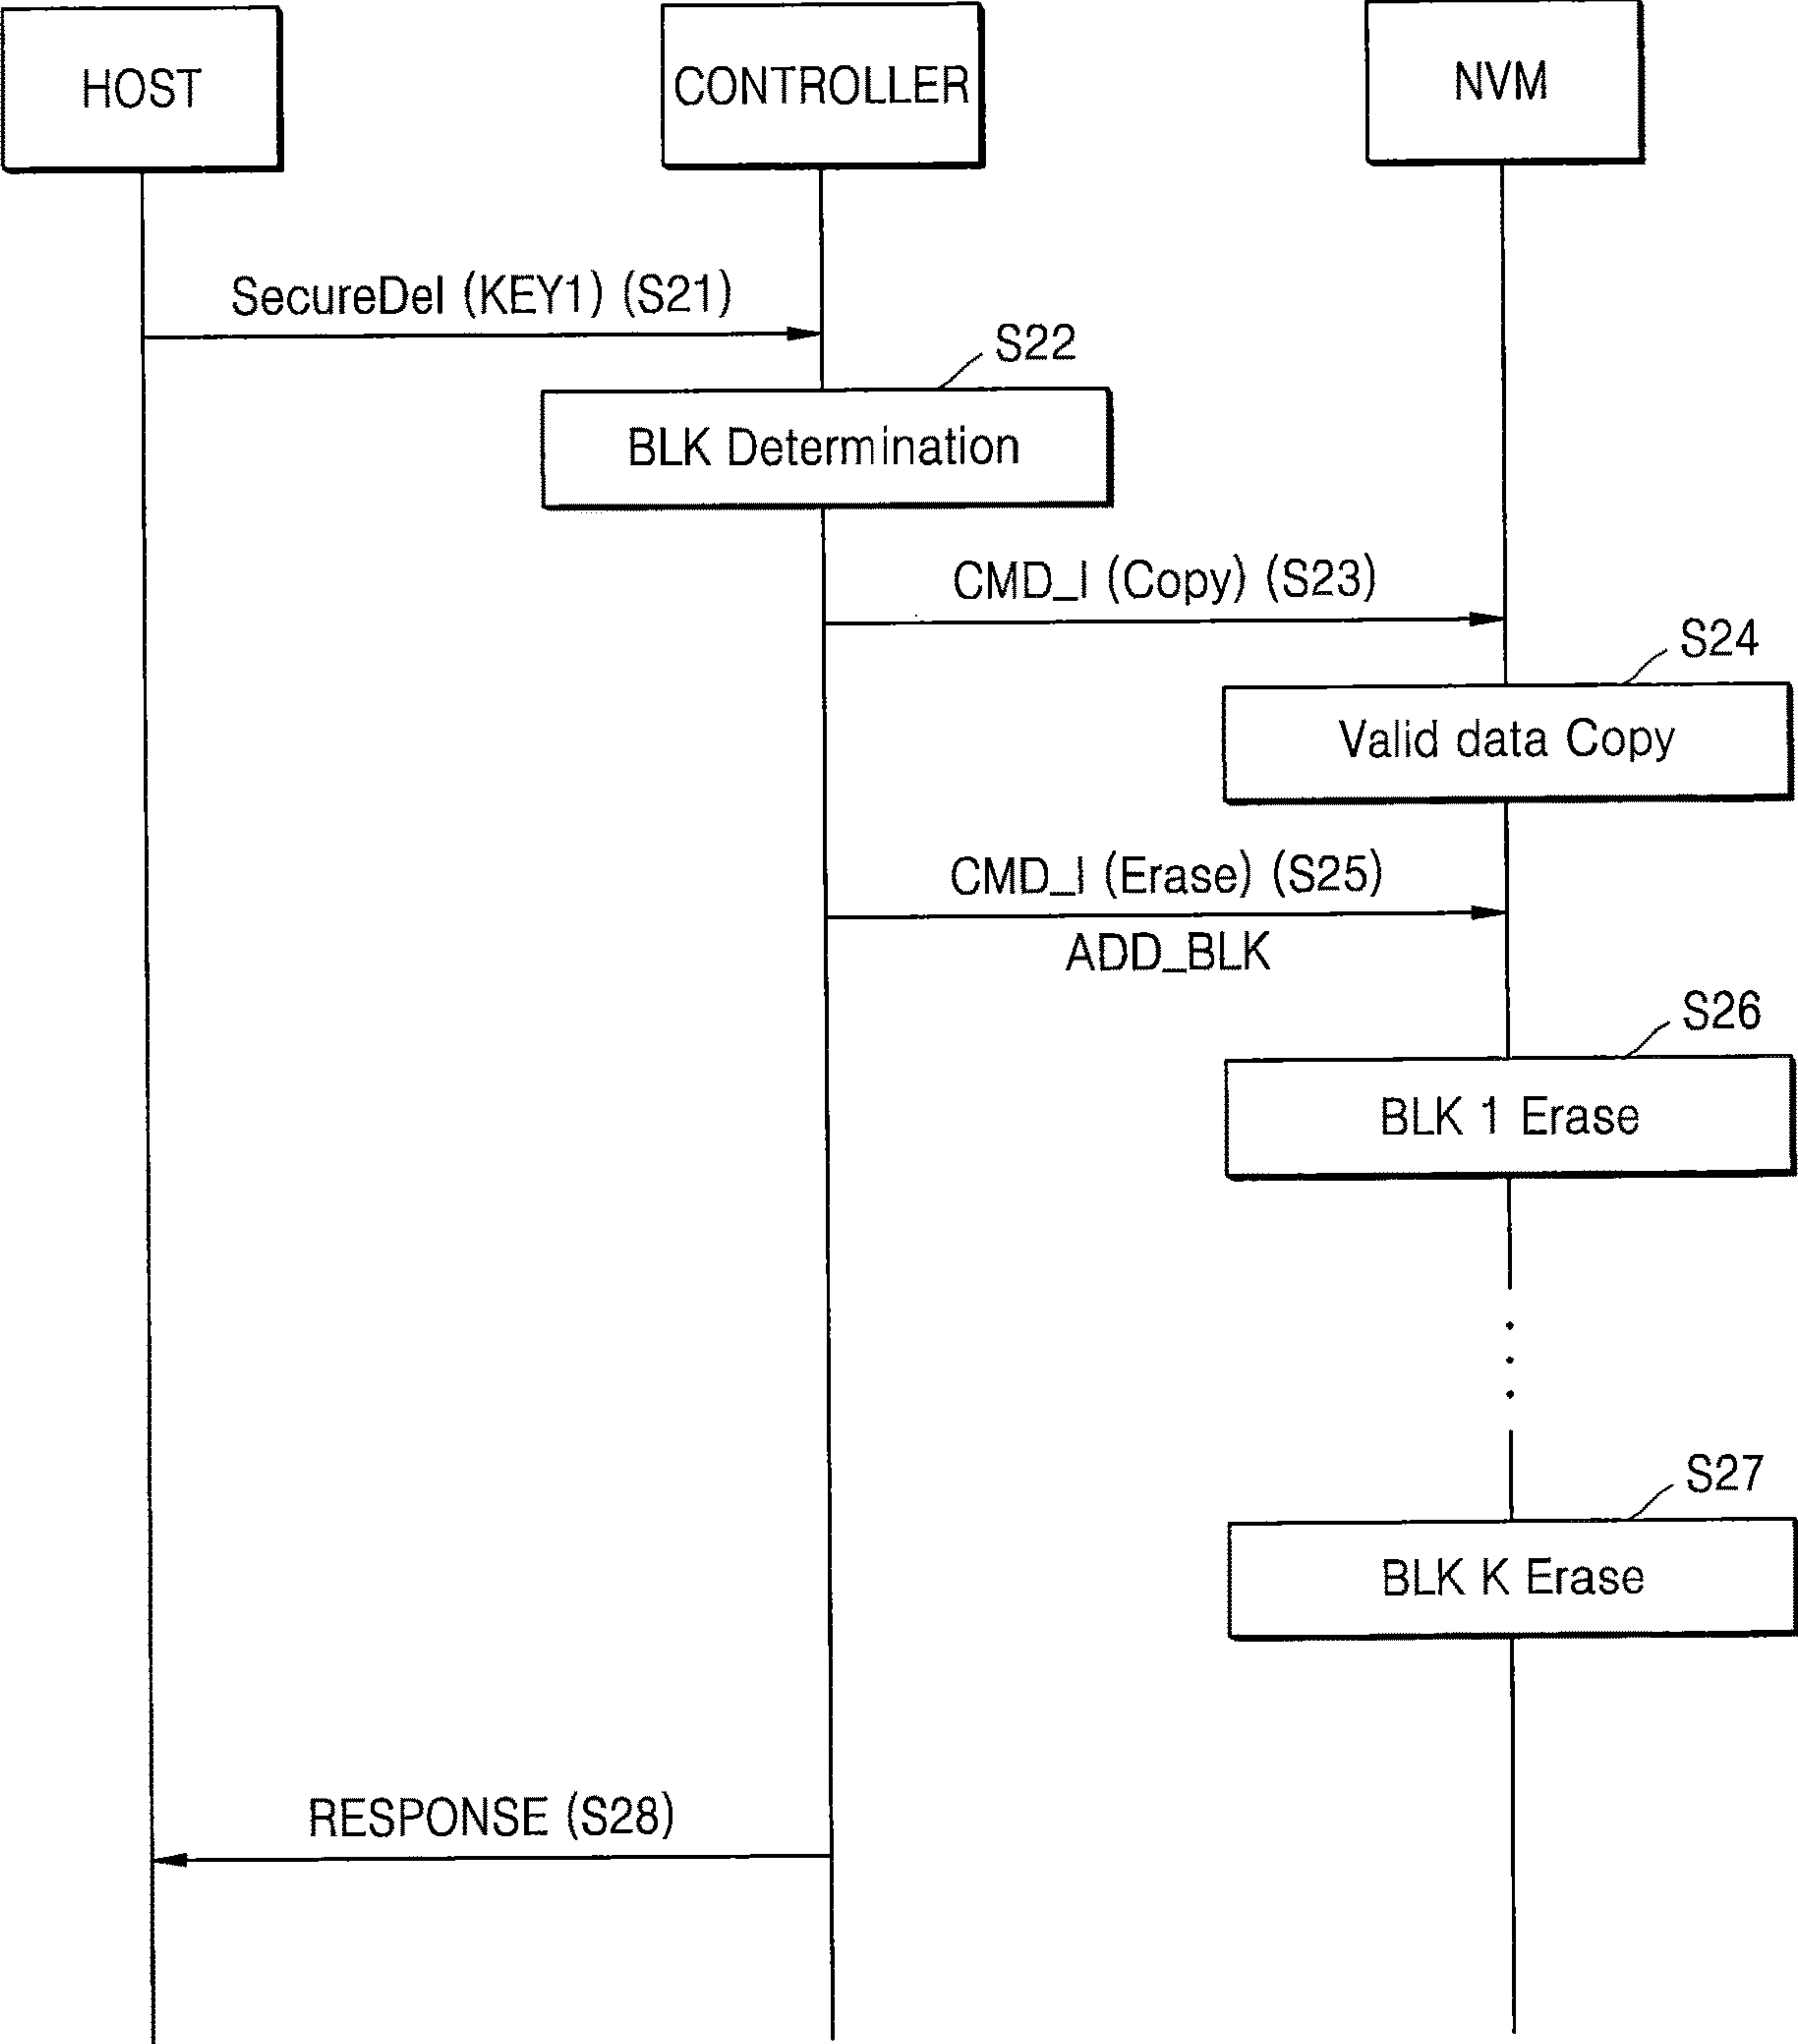 HOST
CONTROLLER
NVM
SecureDel (KEY1) (S21)
S22
BLK Determination
CMD_I (Copy) (S23)
S24
Valid data Copy
CMD_I (Erase) (S25)
ADD_BLK
S26
BLK 1 Erase
S27
BLK K Erase
RESPONSE (S28)